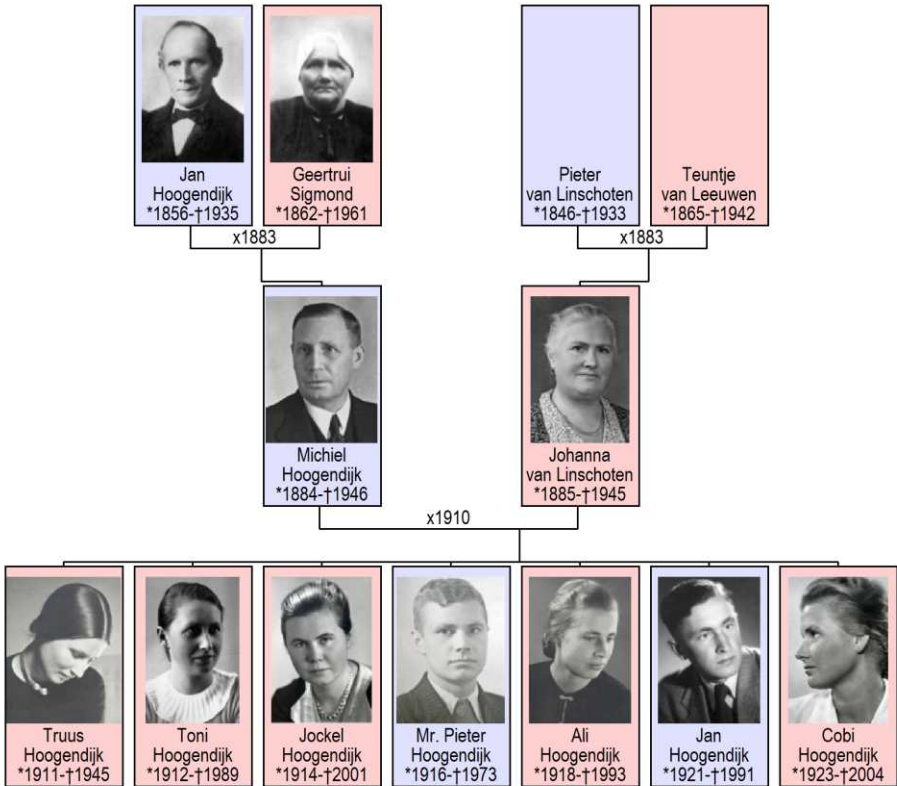 Jan
Hoogendijk
*1856-†1935
Geertrui
Sigmond
*1862-†1961
Pieter
van Linschoten
*1846-†1933
Teuntje
van Leeuwen
*1865-†1942
x1883
x1883
Michiel
Hoogendijk
*1884-†1946
Johanna
van Linschoten
*1885-†1945
x1910
Truus
Hoogendijk
*1911-†1945
Toni
Hoogendijk
*1912-†1989
Jockel
Hoogendijk
*1914-†2001
Mr. Pieter
Hoogendijk
*1916-†1973
Ali
Hoogendijk
*1918-†1993
Jan
Hoogendijk
*1921-†1991
Cobi
Hoogendijk
*1923-†2004